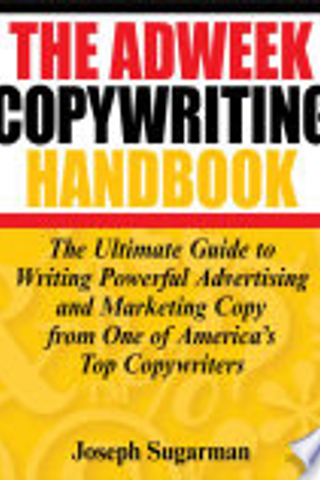 THE ADWEEK
COPYWRITING
HANDBOOK
The Ultimate Guide to
Writing Powerful Advertising
and Marketing Copy
from One of America's
Top Copywriters
Joseph Sugarman